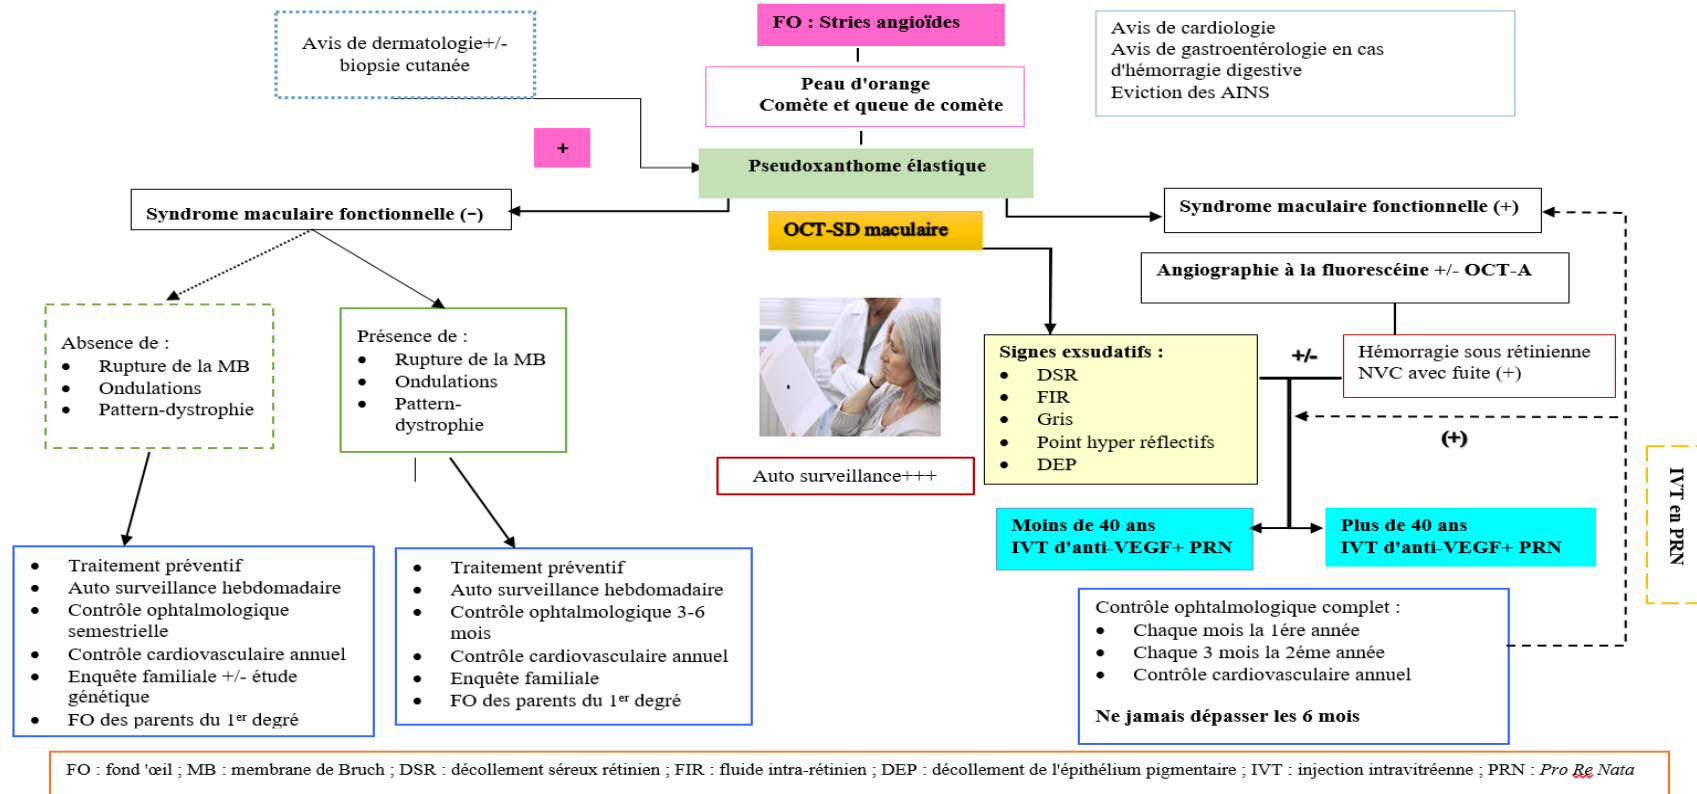 FO : Stries angioïdes
Avis de dermatologie+/-
biopsie cutanée
Avis de cardiologie
Avis de gastroentérologie en cas
d'hémorragie digestive
Eviction des AINS
Peau d'orange
Comète et queue de comète
+
Pseudoxanthome élastique
Syndrome maculaire fonctionnelle (−)
OCT-SD maculaire
Syndrome maculaire fonctionnelle (+)
Angiographie à la fluorescéine +/- OCT-A
Absence de :
• Rupture de la MB
• Ondulations
• Pattern-dystrophie
Présence de :
• Rupture de la MB
• Ondulations
• Pattern-
dystrophie
Signes exsudatifs :
• DSR
• FIR
• Gris
• Point hyper réflectifs
• DEP
+/-
Hémorragie sous rétinienne
NVC avec fuite (+)
(+)
Auto surveillance+++
IVT en PRN
Moins de 40 ans
IVT d'anti-VEGF+ PRN
Plus de 40 ans
IVT d'anti-VEGF+ PRN
• Traitement préventif
• Auto surveillance hebdomadaire
• Contrôle ophtalmologique
semestrielle
• Contrôle cardiovasculaire annuel
• Enquête familiale +/- étude
génétique
• FO des parents du 1er degré
• Traitement préventif
• Auto surveillance hebdomadaire
• Contrôle ophtalmologique 3-6
mois
• Contrôle cardiovasculaire annuel
• Enquête familiale
• FO des parents du 1er degré
Contrôle ophtalmologique complet :
• Chaque mois la 1ére année
• Chaque 3 mois la 2éme année
• Contrôle cardiovasculaire annuel
Ne jamais dépasser les 6 mois
FO : fond 'œil ; MB : membrane de Bruch ; DSR : décollement séreux rétinien ; FIR : fluide intra-rétinien ; DEP : décollement de l'épithélium pigmentaire ; IVT : injection intravitréenne ; PRN : Pro Re Nata